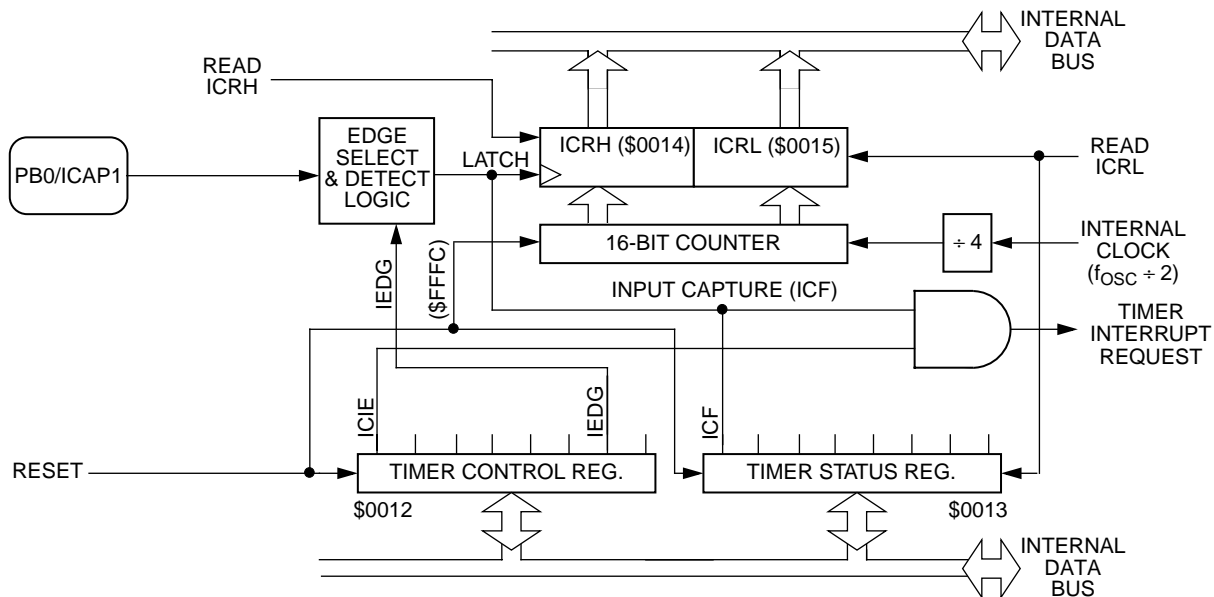 INTERNAL
DATA
BUS
READ
ICRH
EDGE
SELECT
& DETECT
LOGIC
PB0/ICAP1
LATCH
ICRH ($0014)
ICRL ($0015)
READ
ICRL
16-BIT COUNTER
÷ 4
INTERNAL
CLOCK
(fOSC ÷ 2)
IEDG
($FFFC)
INPUT CAPTURE (ICF)
TIMER
INTERRUPT
REQUEST
ICIE
IEDG
ICF
RESET
TIMER CONTROL REG.
TIMER STATUS REG.
$0012
$0013
INTERNAL
DATA
BUS